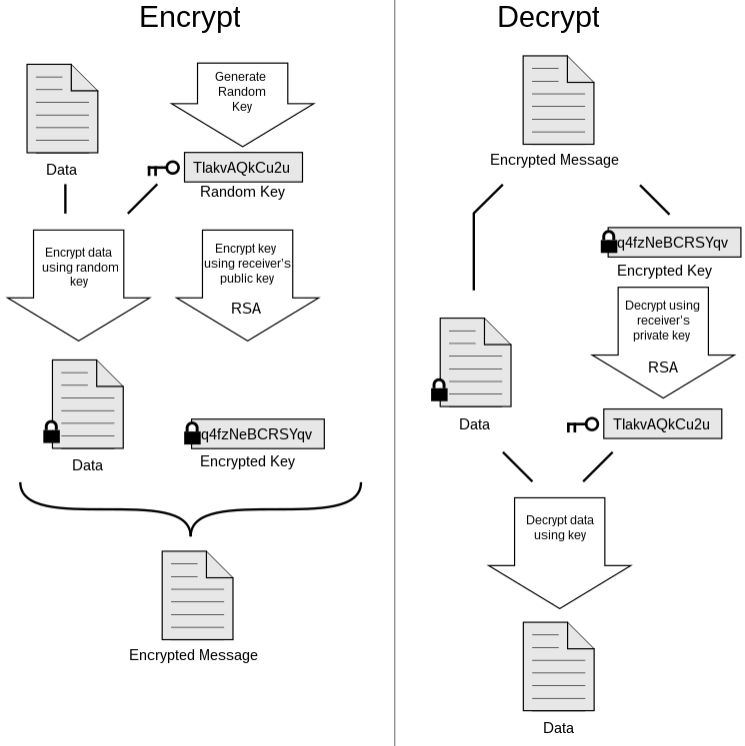 Encrypt
Generate
Random
Key
Data
TlakvAQkCu2u
Random Key
Encrypt data
using random
key
Encrypt key
using receiver's
public key
RSA
Data
q4fzNeBCRSYqv
Encrypted Key
Encrypted Message
Decrypt
Encrypted Message
q4fzNeBCRSYqv
Encrypted Key
Decrypt using
receiver's
private key
RSA
Data
TlakvAQkCu2u
Decrypt data
using key
Data